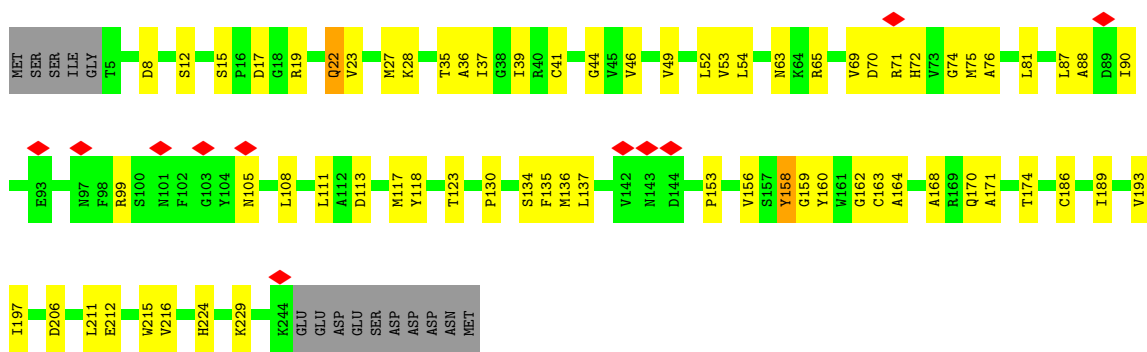 MET SER SER ILE GLY T5 D8 S12 S15 P16 D17 G18 R19 Q22 V23 M27 K28 T35 A36 I37 G38 I39 R40 C41 G44 V45 V46 V49 L52 V53 L54 N63 K64 R65 V69 D70 R71 H72 V73 G74 M75 A76 L81 L87 A88 D89 I90
E93 N97 F98 R99 S100 N101 F102 G103 Y104 N105 L108 L111 A112 D113 M117 Y118 T123 P130 S134 F135 M136 L137 V142 N143 D144 P153 V156 S157 Y158 G159 Y160 W161 G162 C163 A164 A168 R169 Q170 A171 T174 C186 I189 V193
I197 D206 L211 E212 W215 V216 H224 K229 K244 GLU GLU ASP GLU SER ASP ASP ASP ASN MET